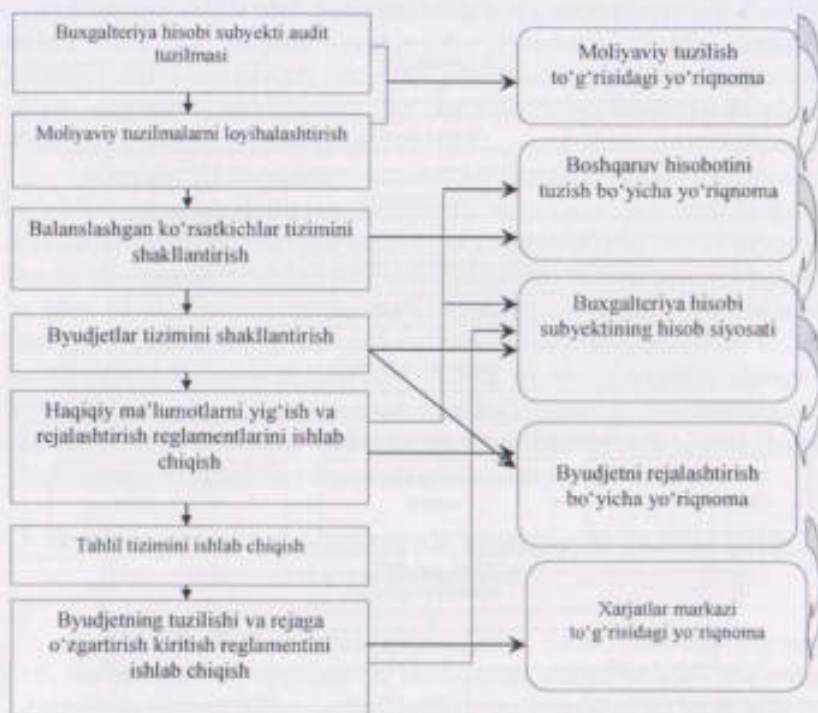 Buxgalteriya hisobi subyekti audit
tuzilmasi
Moliyaviy tuzilmalarni loyihalashtirish
Balanslashgan ko‘rsatkichlar tizimini
shakllantirish
Byudjetlar tizimini shakllantirish
Haqiqiy ma’lumotlarni yig‘ish va
rejalashtirish reglamentlarini ishlab
chiqish
Tahlil tizimini ishlab chiqish
Byudjetning tuzilishi va rejaga
o‘zgartirish kiritish reglamentini
ishlab chiqish
Moliyaviy tuzilish
to‘g‘risidagi yo‘riqnoma
Boshqaruv hisobotini
tuzish bo‘yicha yo‘riqnoma
Buxgalteriya hisobi
subyektining hisob siyosati
Byudjetni rejalashtirish
bo‘yicha yo‘riqnoma
Xarjatlar markazi
to‘g‘risidagi yo‘riqnoma